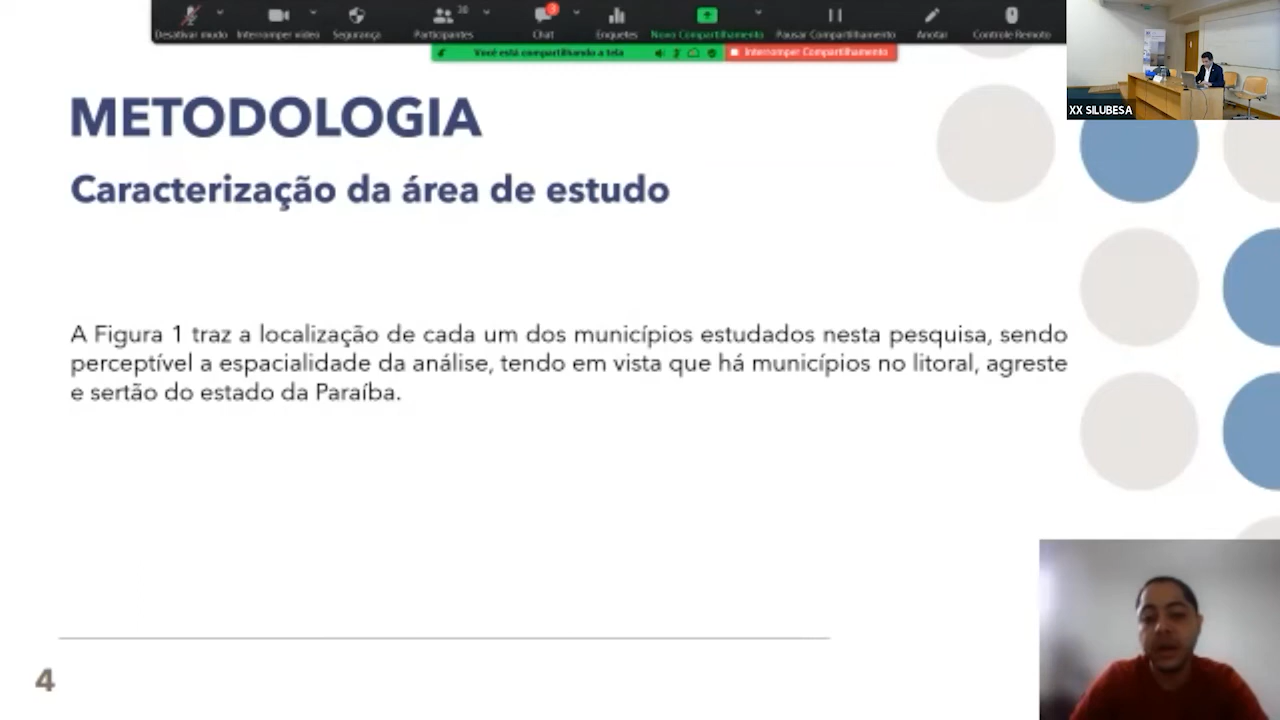 Desativar mudo Interromper vídeo Segurança Participantes Chat Enquetes Novo Compartilhamento Pausar Compartilhamento Anotar Controle Remoto
3
Você está compartilhando a tela Interromper Compartilhamento
XX SILUBESA
METODOLOGIA
Caracterização da área de estudo
A Figura 1 traz a localização de cada um dos municípios estudados nesta pesquisa, sendo
perceptível a espacialidade da análise, tendo em vista que há municípios no litoral, agreste
e sertão do estado da Paraíba.
4